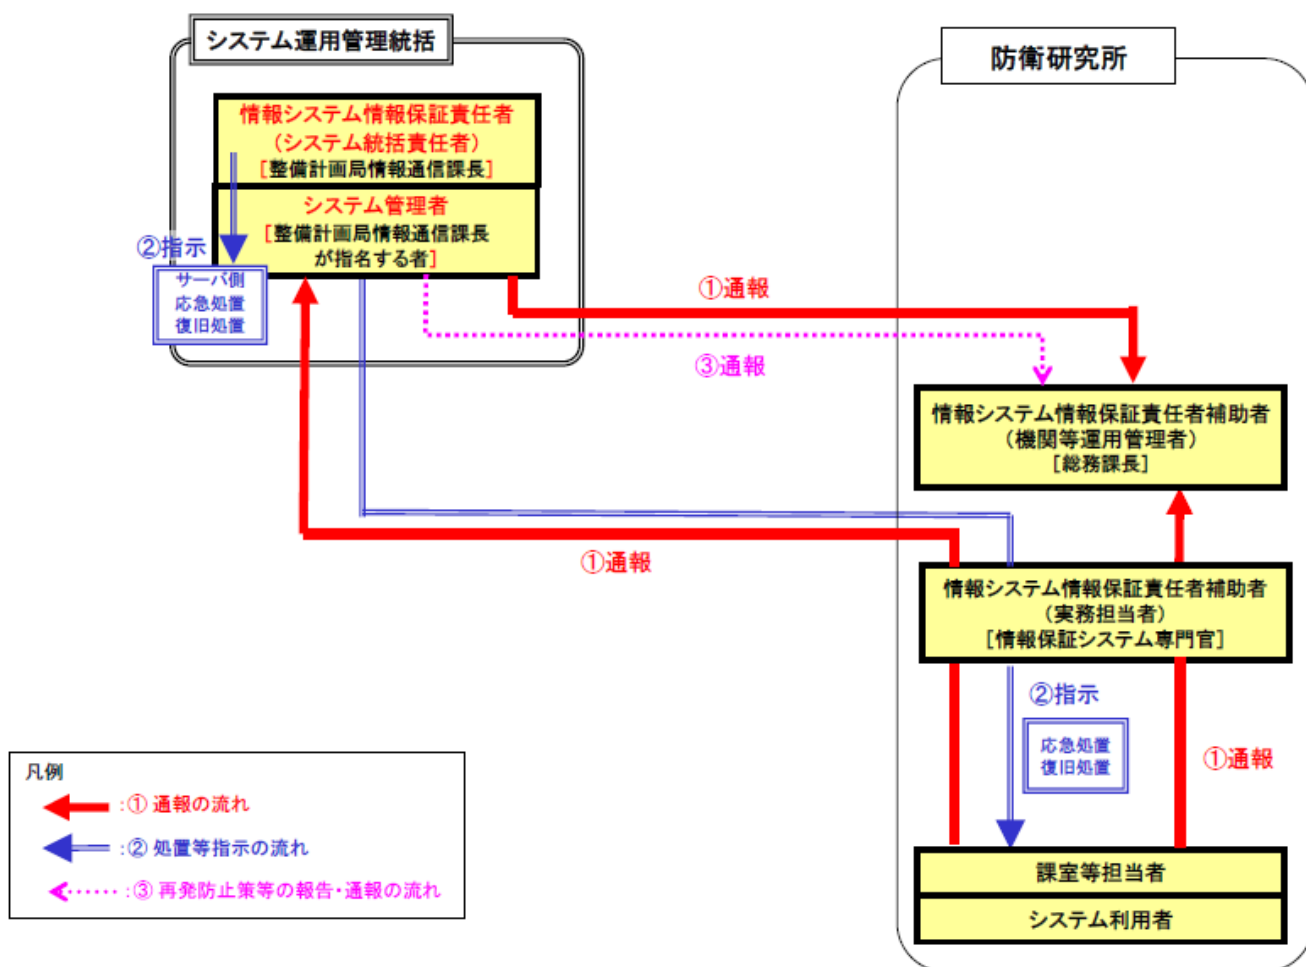 システム運用管理統括
情報システム情報保証責任者
（システム統括責任者）
[整備計画局情報通信課長]
システム管理者
[整備計画局情報通信課長
が指名する者]
②指示
サーバ側
応急処置
復旧処置
防衛研究所
①通報
③通報
情報システム情報保証責任者補助者
（機関等運用管理者）
[総務課長]
①通報
情報システム情報保証責任者補助者
（実務担当者）
[情報保証システム専門官]
②指示
応急処置
復旧処置
①通報
課室等担当者
システム利用者
凡例
:① 通報の流れ
:② 処置等指示の流れ
:③ 再発防止策等の報告・通報の流れ